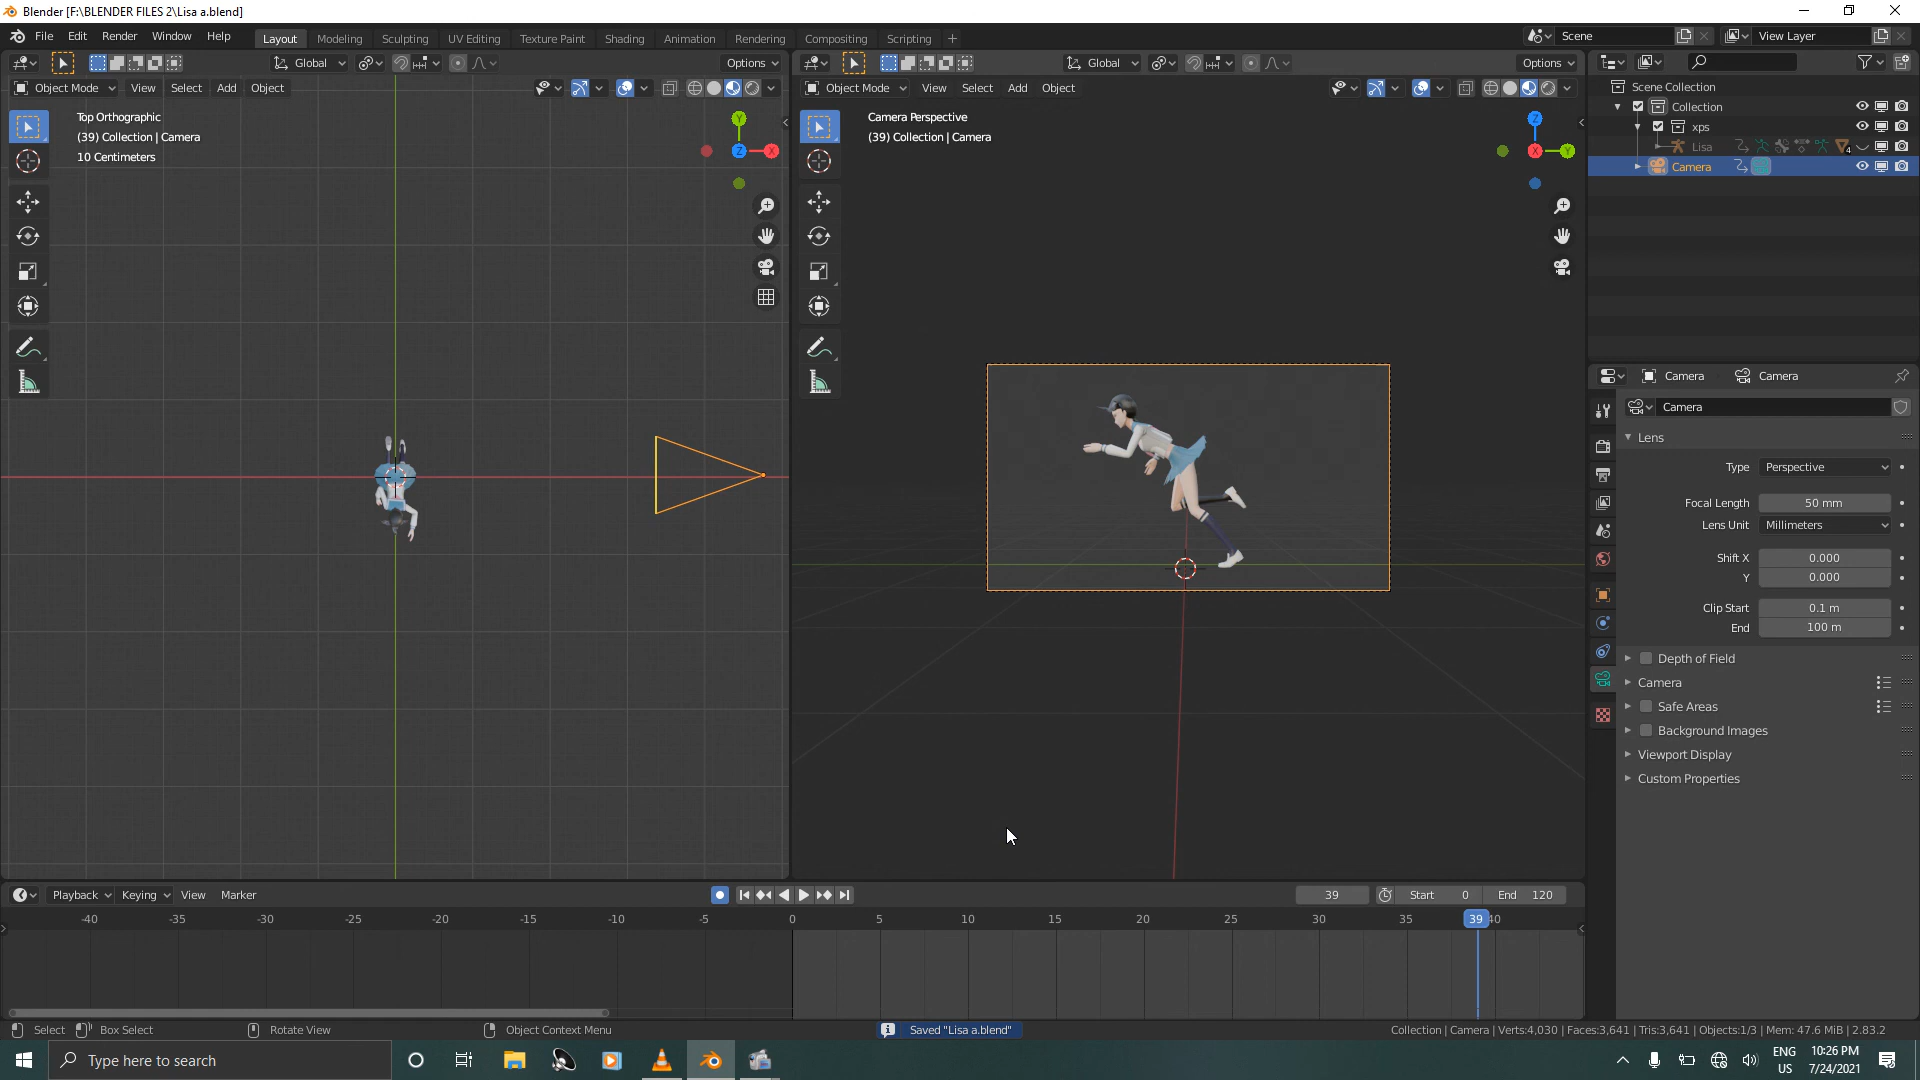 Blender [F:\BLENDER FILES 2\Lisa a.blend]
File Edit Render Window Help Layout Modeling Sculpting UV Editing Texture Paint Shading Animation Rendering Compositing Scripting + Scene View Layer
Global Options Global Options
Object Mode View Select Add Object Object Mode View Select Add Object
Scene Collection
Collection
xps
Lisa 4
Camera
Top Orthographic
(39) Collection | Camera
10 Centimeters
Y
Z
X
Camera Perspective
(39) Collection | Camera
Z
X
Y
Camera Camera
Camera
Lens
Type Perspective
Focal Length 50 mm
Lens Unit Millimeters
Shift X 0.000
Y 0.000
Clip Start 0.1 m
End 100 m
Depth of Field
Camera
Safe Areas
Background Images
Viewport Display
Custom Properties
Playback Keying View Marker 39 Start 0 End 120
-40 -35 -30 -25 -20 -15 -10 -5 0 5 10 15 20 25 30 35 39 40
Select Box Select Rotate View Object Context Menu Saved "Lisa a.blend" Collection | Camera | Verts:4,030 | Faces:3,641 | Tris:3,641 | Objects:1/3 | Mem: 47.6 MiB | 2.83.2
Type here to search
ENG
US
10:26 PM
7/24/2021